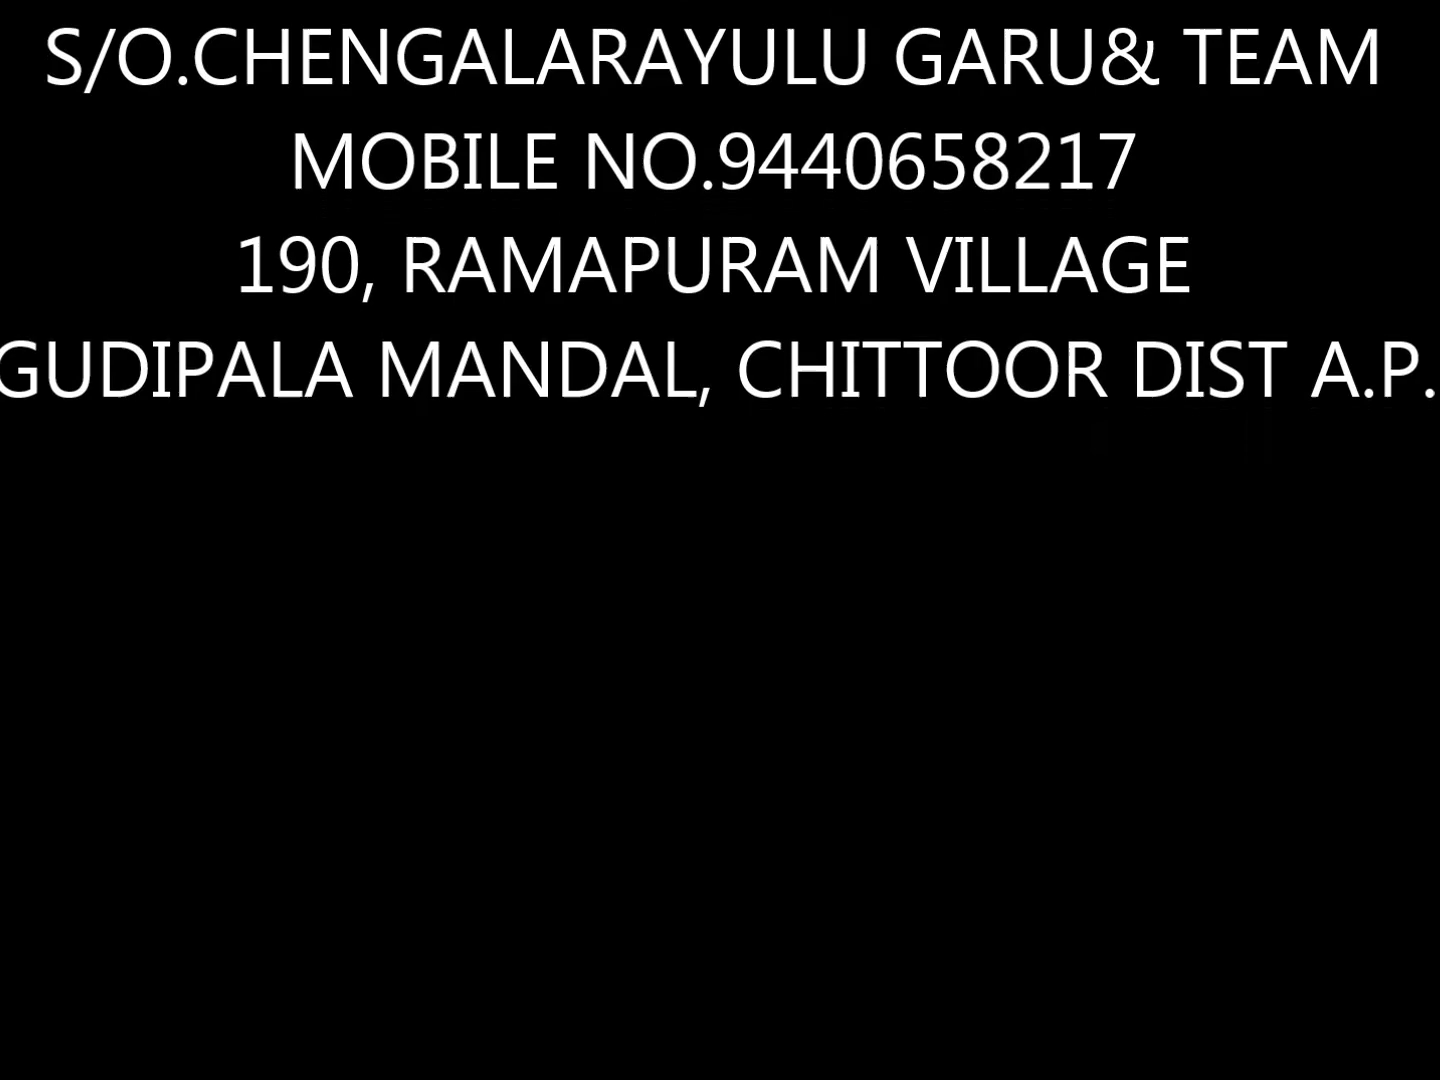 S/O.CHENGALARAYULU GARU& TEAM
MOBILE NO.9440658217
190, RAMAPURAM VILLAGE
GUDIPALA MANDAL, CHITTOOR DIST A.P.